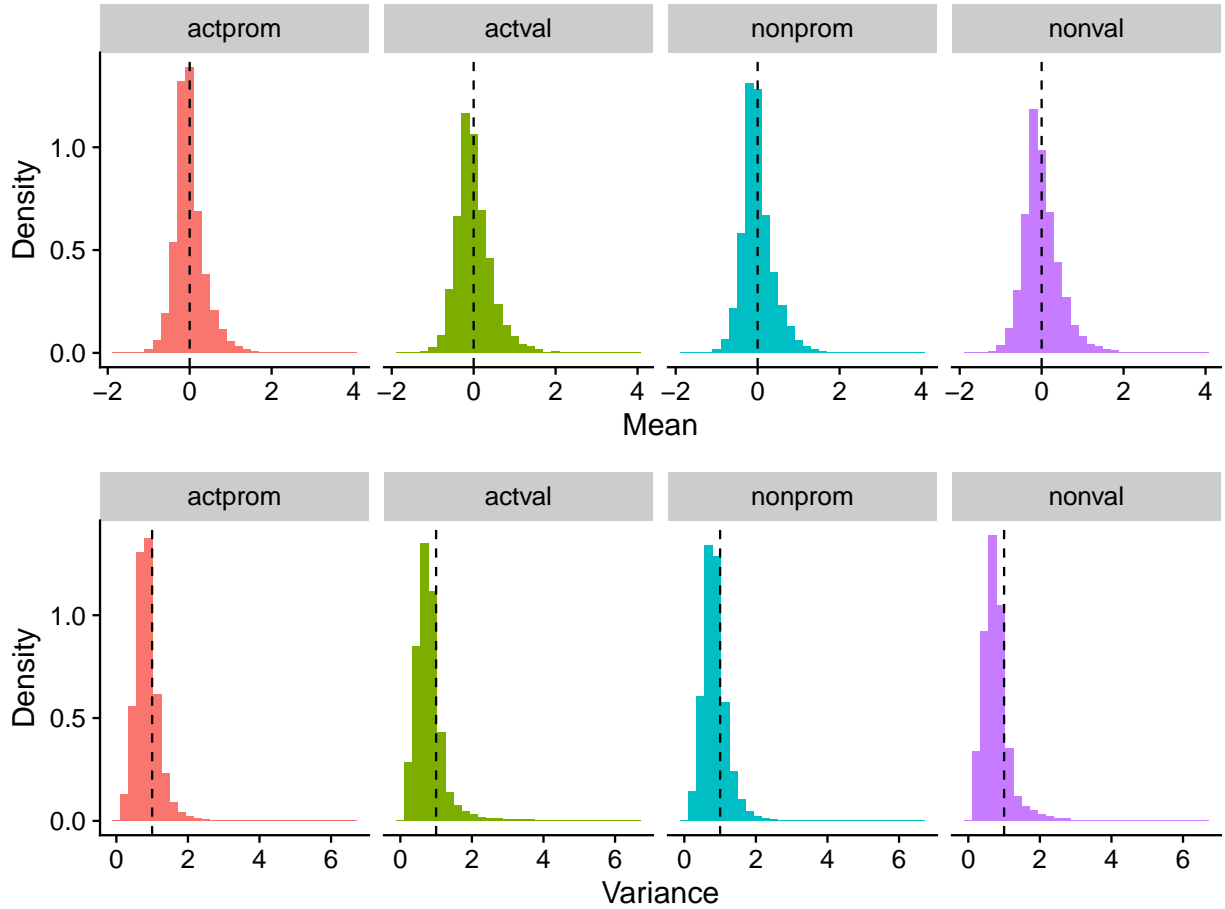 actprom actval nonprom nonval
Density
1.0
0.5
0.0
−2 0 2 4 −2 0 2 4 −2 0 2 4 −2 0 2 4
Mean
actprom actval nonprom nonval
Density
1.0
0.5
0.0
0 2 4 6 0 2 4 6 0 2 4 6 0 2 4 6
Variance